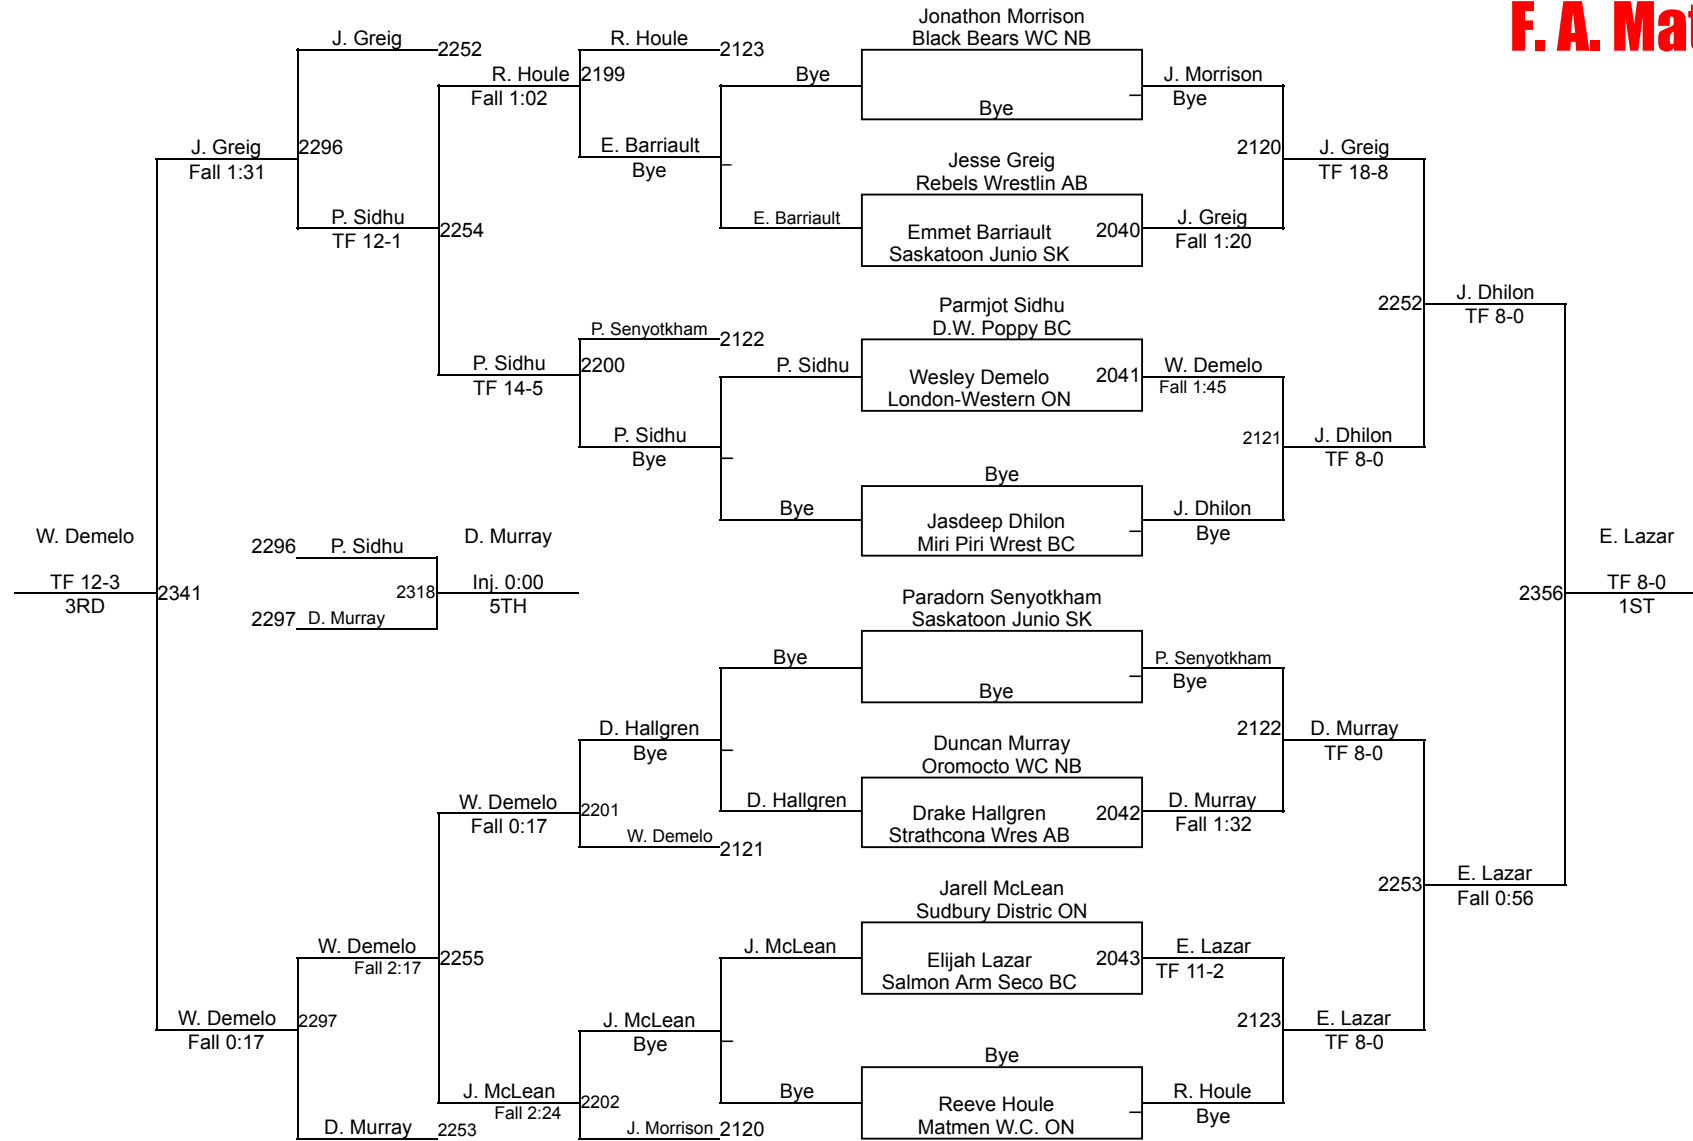 F. A. Mat
Jonathon Morrison
Black Bears WC NB
J. Greig
2252
R. Houle
2123
R. Houle
2199
Fall 1:02
Bye
Bye
J. Morrison
Bye
J. Greig
2296
Fall 1:31
E. Barriault
Bye
Jesse Greig
Rebels Wrestlin AB
2120
J. Greig
TF 18-8
P. Sidhu
TF 12-1
2254
E. Barriault
Emmet Barriault
Saskatoon Junio SK
2040
J. Greig
Fall 1:20
Parmjot Sidhu
D.W. Poppy BC
2252
J. Dhilon
TF 8-0
P. Senyotkham
2122
P. Sidhu
TF 14-5
2200
P. Sidhu
Wesley Demelo
London-Western ON
2041
W. Demelo
Fall 1:45
P. Sidhu
Bye
2121
J. Dhilon
TF 8-0
Bye
Bye
Jasdeep Dhilon
Miri Piri Wrest BC
J. Dhilon
Bye
W. Demelo
TF 12-3
3RD
2341
2296
P. Sidhu
2297
D. Murray
2318
D. Murray
Inj. 0:00
5TH
E. Lazar
2356
TF 8-0
1ST
Paradorn Senyotkham
Saskatoon Junio SK
Bye
Bye
P. Senyotkham
Bye
D. Hallgren
Bye
Duncan Murray
Oromocto WC NB
2122
D. Murray
TF 8-0
W. Demelo
Fall 0:17
2201
D. Hallgren
Drake Hallgren
Strathcona Wres AB
2042
D. Murray
Fall 1:32
W. Demelo
2121
Jarell McLean
Sudbury Distric ON
2253
E. Lazar
Fall 0:56
W. Demelo
Fall 2:17
2255
J. McLean
Elijah Lazar
Salmon Arm Seco BC
2043
E. Lazar
TF 11-2
W. Demelo
Fall 0:17
2297
J. McLean
Bye
2123
E. Lazar
TF 8-0
Bye
J. McLean
Fall 2:24
2202
Bye
Reeve Houle
Matmen W.C. ON
R. Houle
Bye
D. Murray
2253
J. Morrison
2120